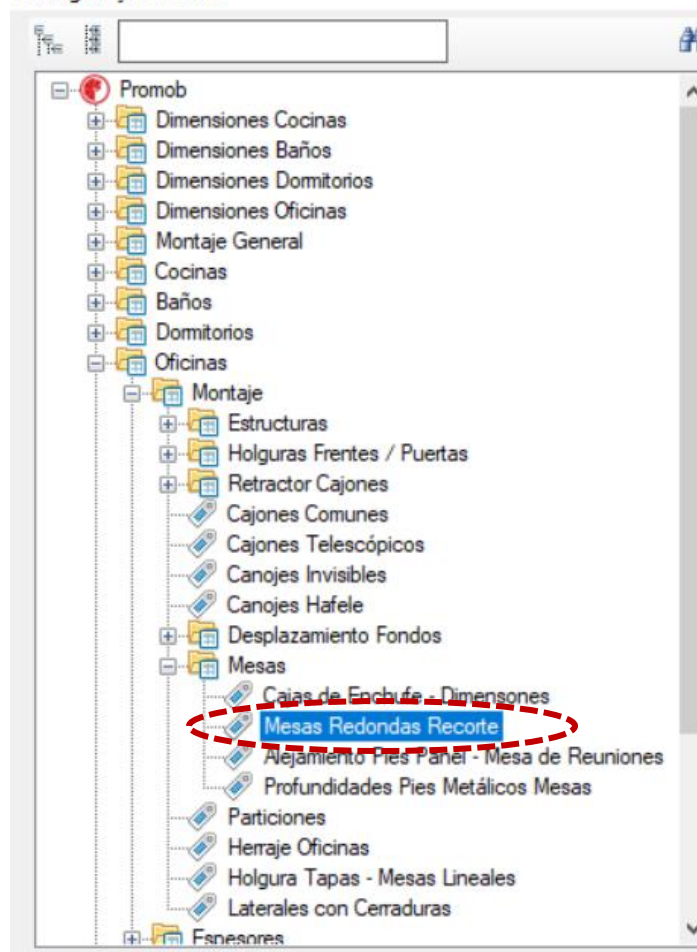 Promob
Dimensiones Cocinas
Dimensiones Baños
Dimensiones Dormitorios
Dimensiones Oficinas
Montaje General
Cocinas
Baños
Dormitorios
Oficinas
Montaje
Estructuras
Holguras Frentes / Puertas
Retractor Cajones
Cajones Comunes
Cajones Telescópicos
Canojes Invisibles
Canojes Hafele
Desplazamiento Fondos
Mesas
Cajas de Enchufe - Dimensones
Mesas Redondas Recorte
Alejamiento Pies Panel - Mesa de Reuniones
Profundidades Pies Metálicos Mesas
Particiones
Herraje Oficinas
Holgura Tapas - Mesas Lineales
Laterales con Cerraduras
Espesores